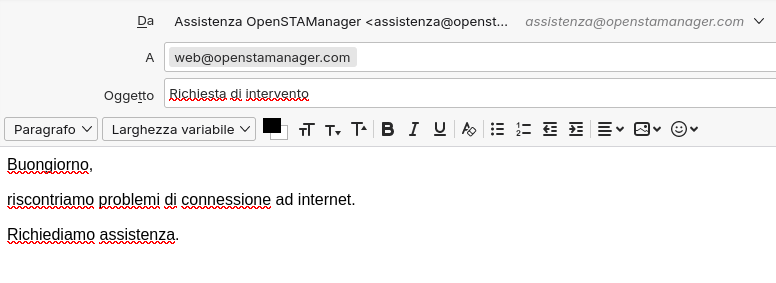 Da Assistenza OpenSTAManager <assistenza@openst... assistenza@openstamanager.com
A web@openstamanager.com
Oggetto Richiesta di intervento
Paragrafo Larghezza variabile
Buongiorno,
riscontriamo problemi di connessione ad internet.
Richiediamo assistenza.